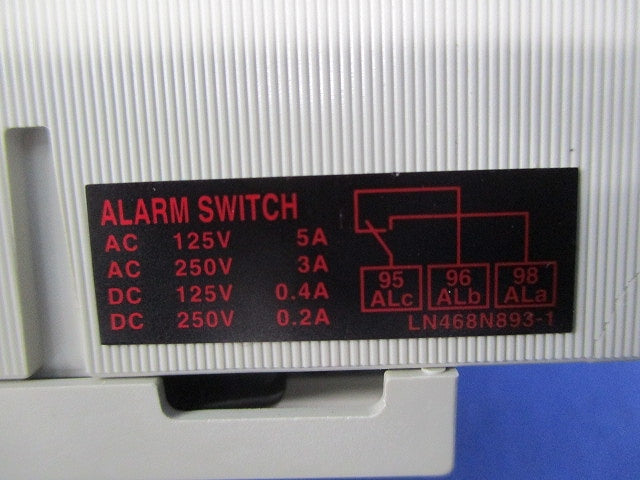 ALARM SWITCH
AC 125V 5A
AC 250V 3A
DC 125V 0.4A
DC 250V 0.2A
95 96 98
ALc ALb ALa
LN468N893-1